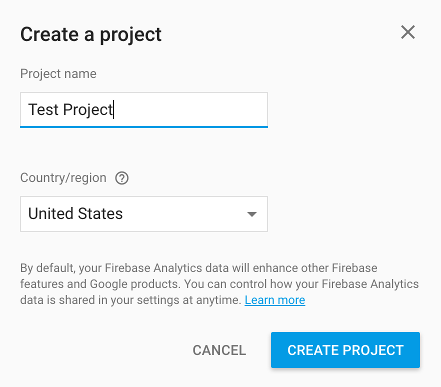 Create a project
Project name
Test Project
Country/region
United States
By default, your Firebase Analytics data will enhance other Firebase
features and Google products. You can control how your Firebase Analytics
data is shared in your settings at anytime. Learn more
CANCEL
CREATE PROJECT